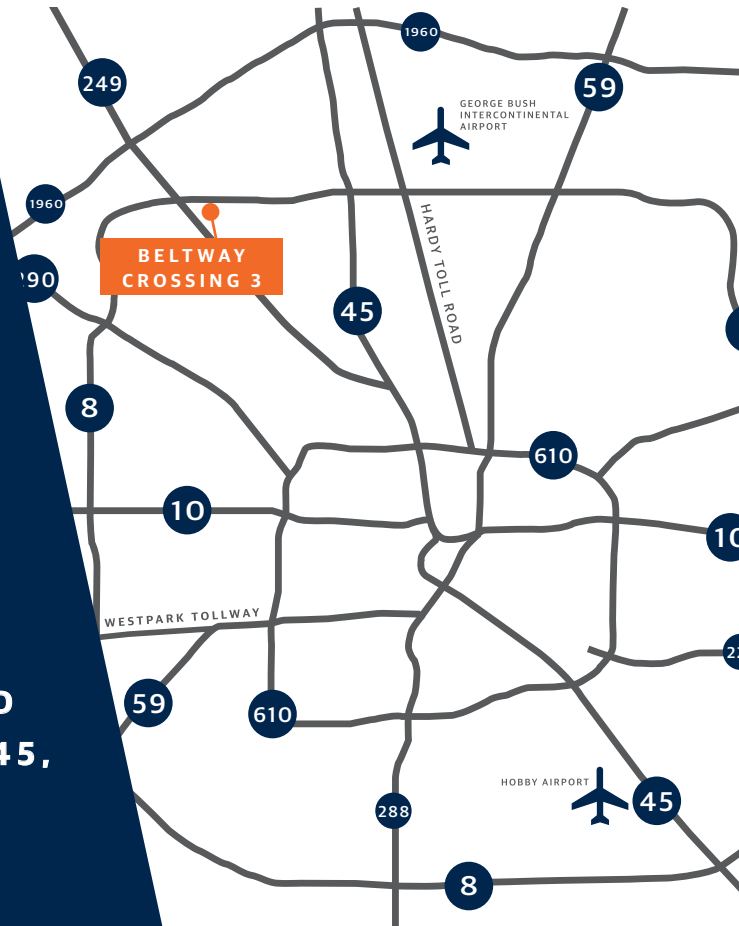 1960
249
59
GEORGE BUSH
INTERCONTINENTAL
AIRPORT
1960
HARDY TOLL ROAD
BELTWAY
CROSSING 3
290
45
8
610
10
10
WESTPARK TOLLWAY
59
610
45,
HOBBY AIRPORT
45
288
8